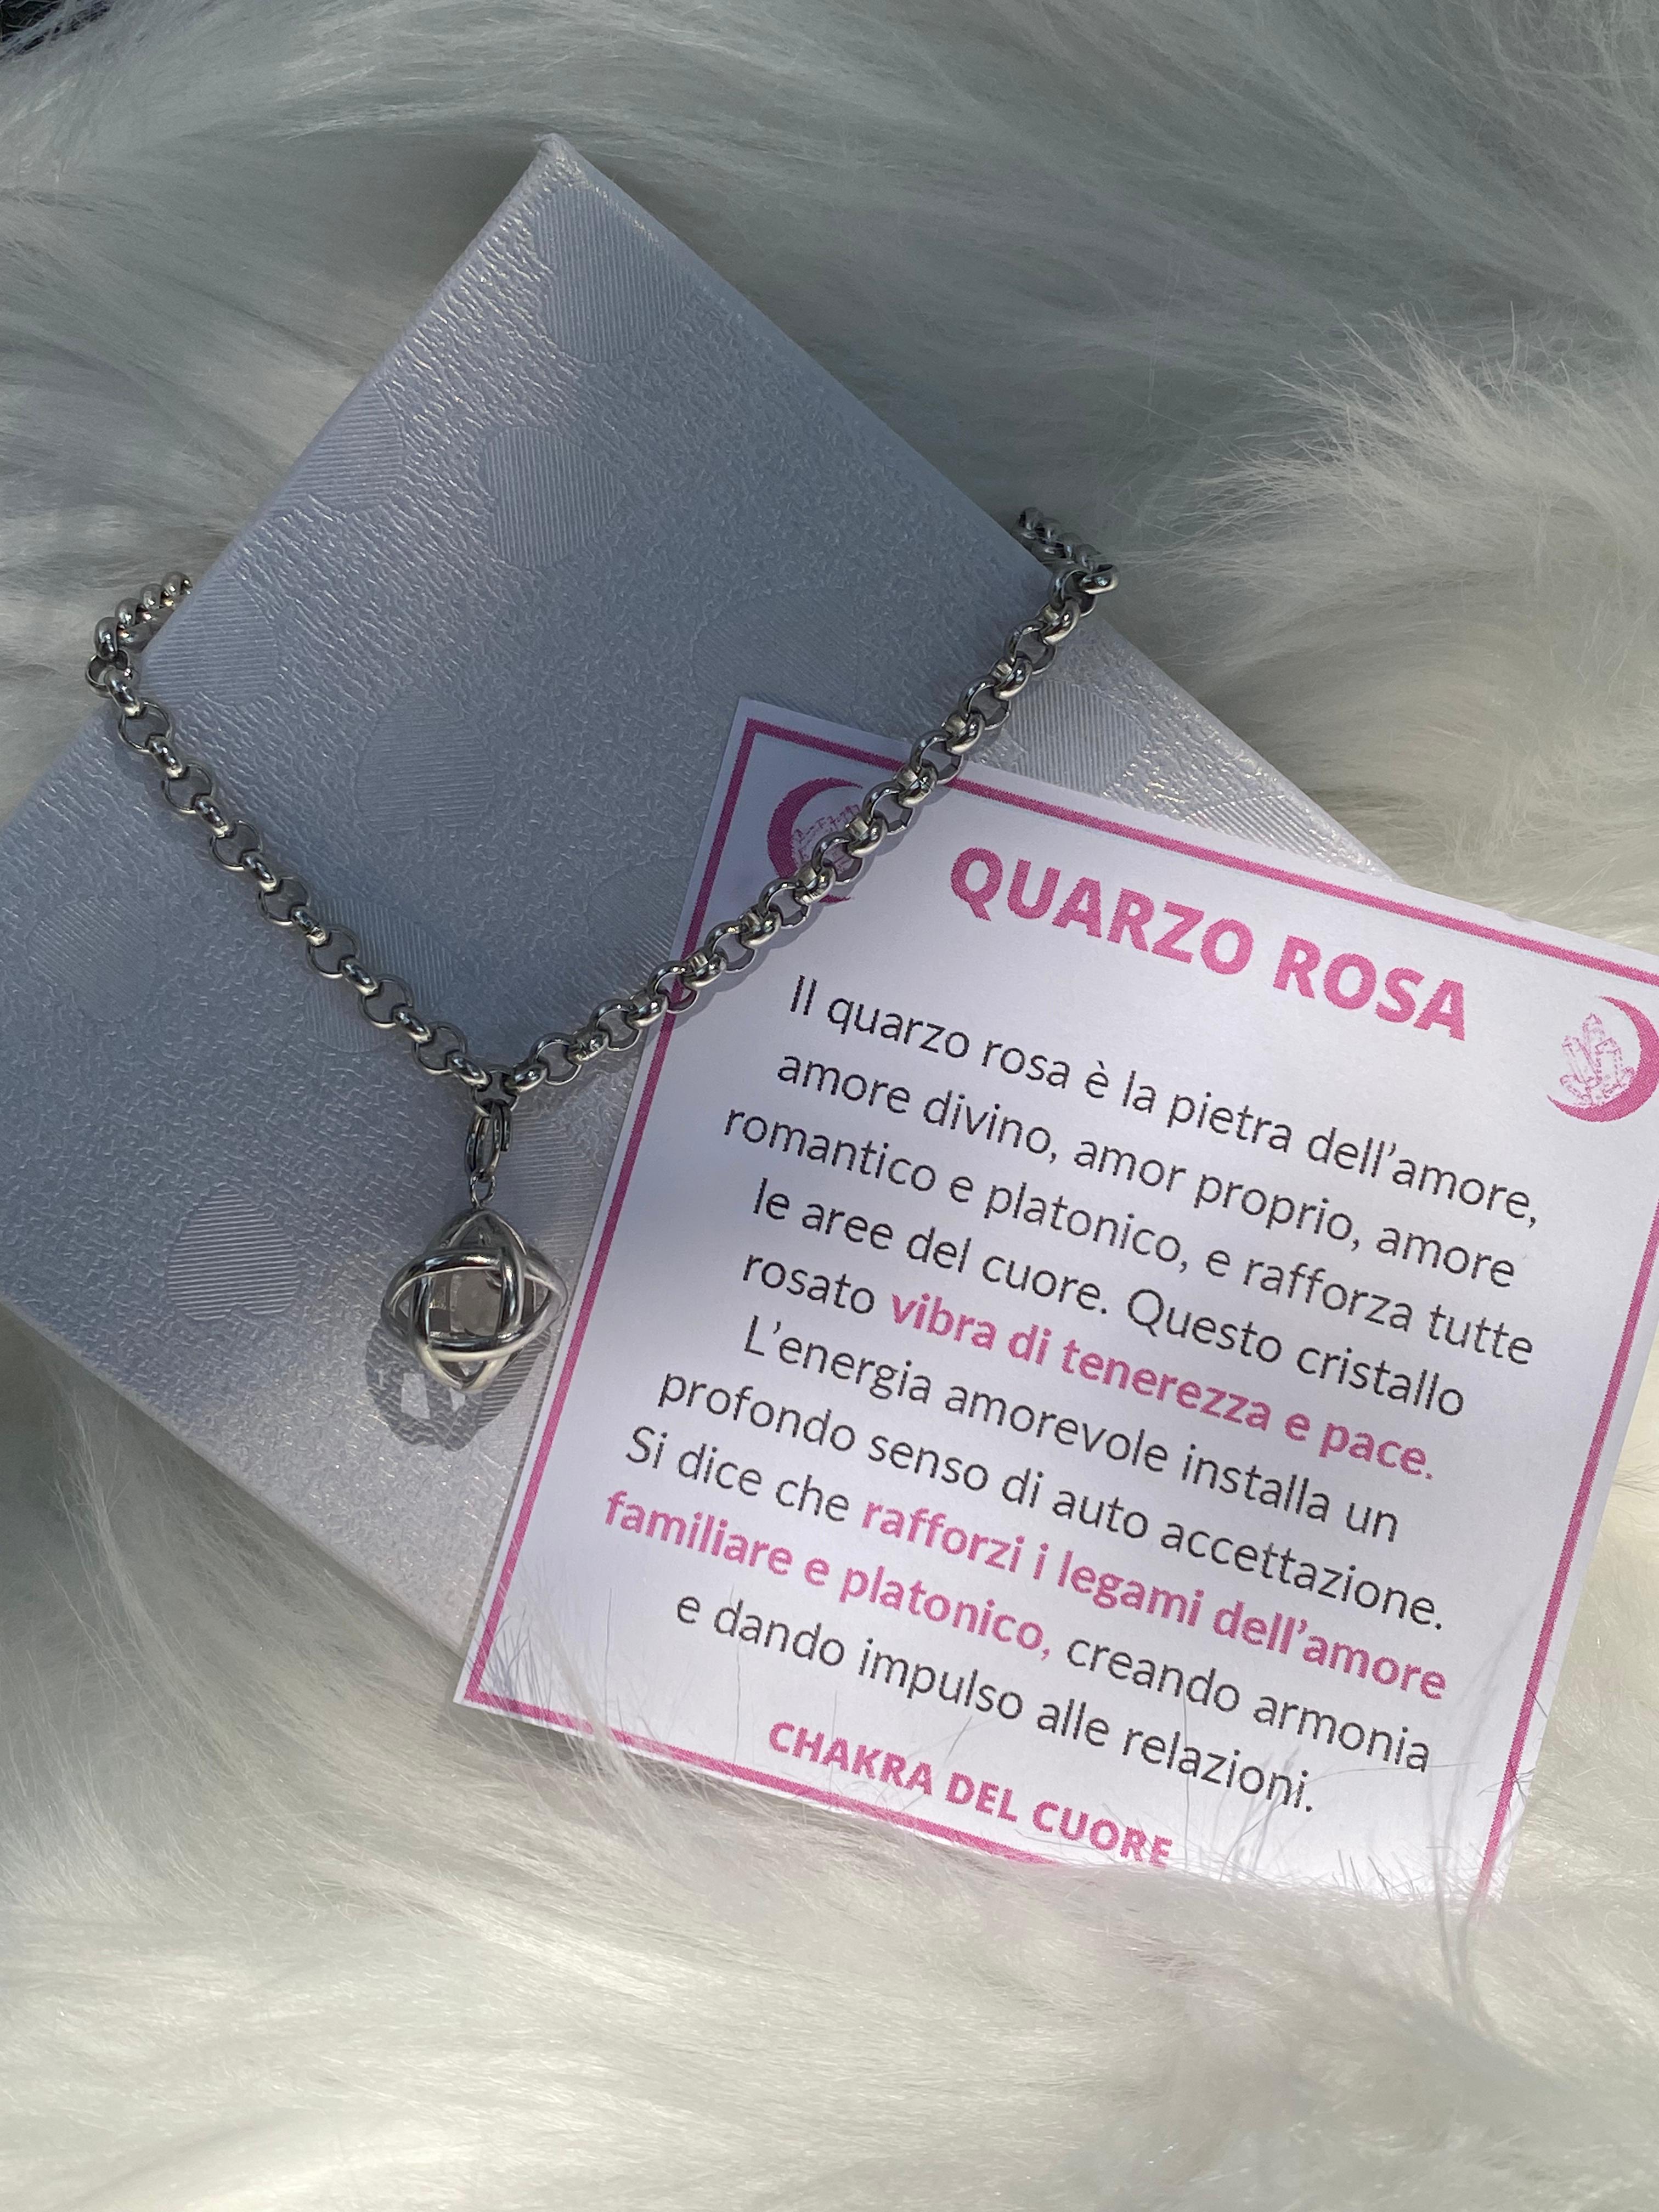 QUARZO ROSA
Il quarzo rosa è la pietra dell'amore,
amore divino, amor proprio, amore
romantico e platonico, e rafforza tutte
le aree del cuore. Questo cristallo
rosato vibra di tenerezza e pace.
L'energia amorevole installa un
profondo senso di auto accettazione.
Si dice che rafforzi i legami dell'amore
familiare e platonico, creando armonia
e dando impulso alle relazioni.
CHAKRA DEL CUORE